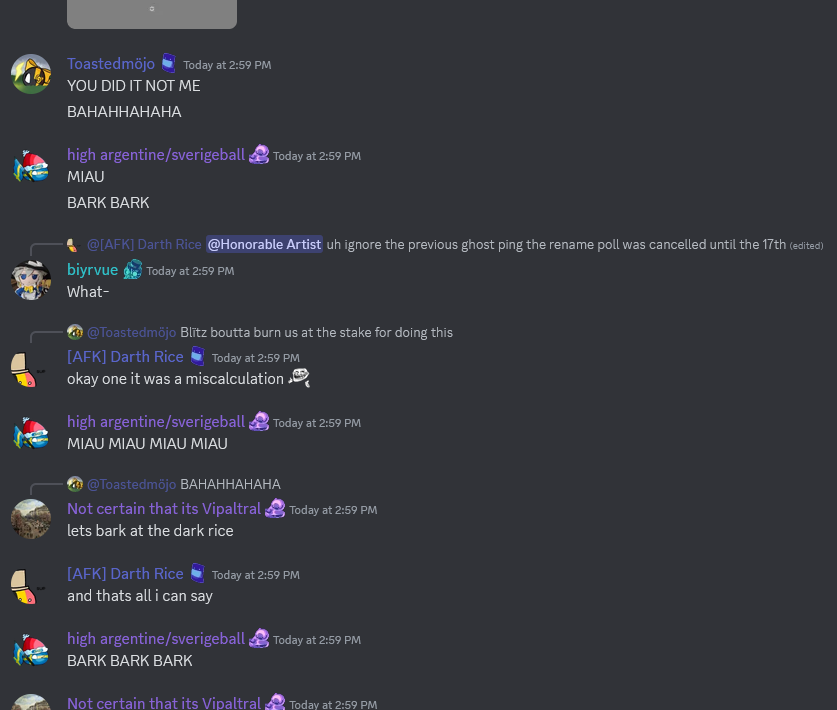 Toastedmōjo Today at 2:59 PM
YOU DID IT NOT ME
BAHAHHAHAHA
high argentine/sverigeball Today at 2:59 PM
MIAU
BARK BARK
@[AFK] Darth Rice @Honorable Artist uh ignore the previous ghost ping the rename poll was cancelled until the 17th (edited)
biyrvue Today at 2:59 PM
What-
@Toastedmōjo Blītz boutta burn us at the stake for doing this
[AFK] Darth Rice Today at 2:59 PM
okay one it was a miscalculation
high argentine/sverigeball Today at 2:59 PM
MIAU MIAU MIAU MIAU
@Toastedmōjo BAHAHHAHAHA
Not certain that its Vipaltral Today at 2:59 PM
lets bark at the dark rice
[AFK] Darth Rice Today at 2:59 PM
and thats all i can say
high argentine/sverigeball Today at 2:59 PM
BARK BARK BARK
Not certain that its Vipaltral Today at 2:59 PM